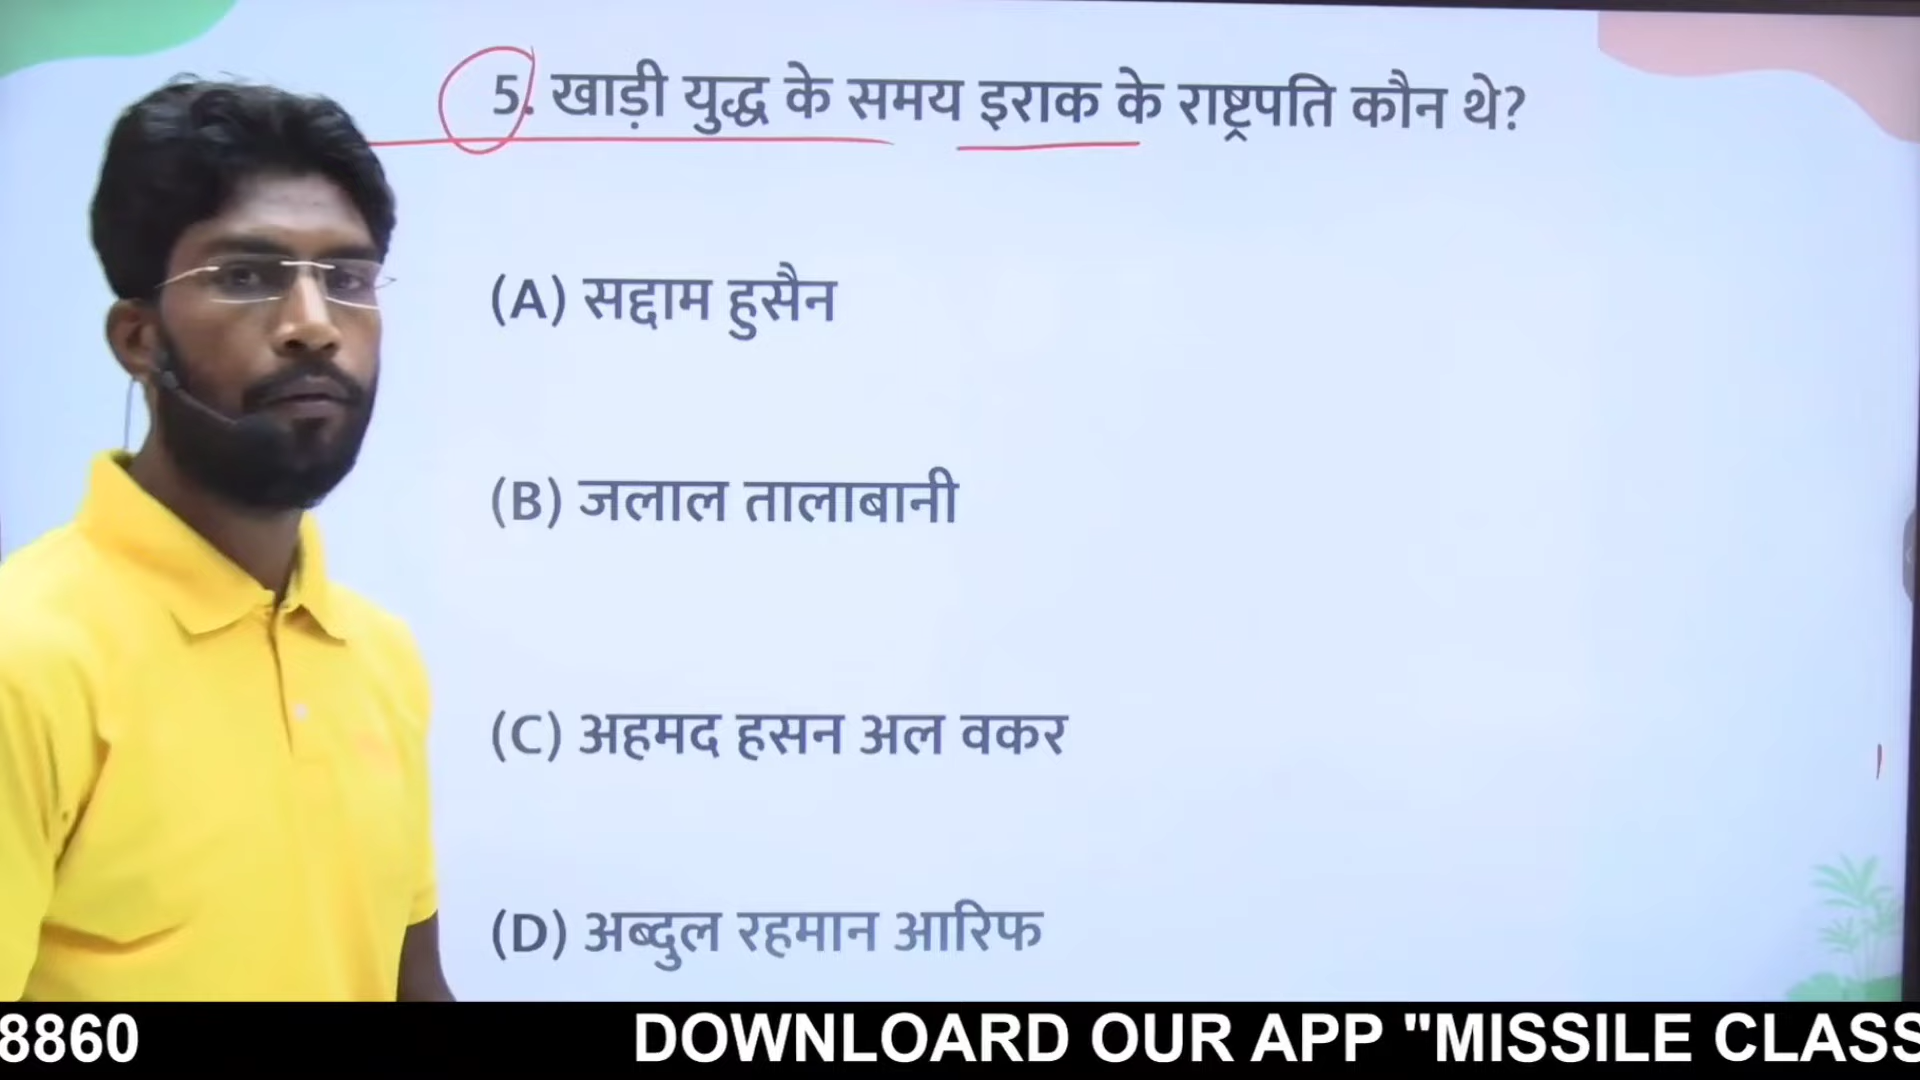 5. खाड़ी युद्ध के समय इराक के राष्ट्रपति कौन थे?
(A) सद्दाम हुसैन
(B) जलाल तालाबानी
(C) अहमद हसन अल वकर
(D) अब्दुल रहमान आरिफ
8860 DOWNLOARD OUR APP "MISSILE CLASS